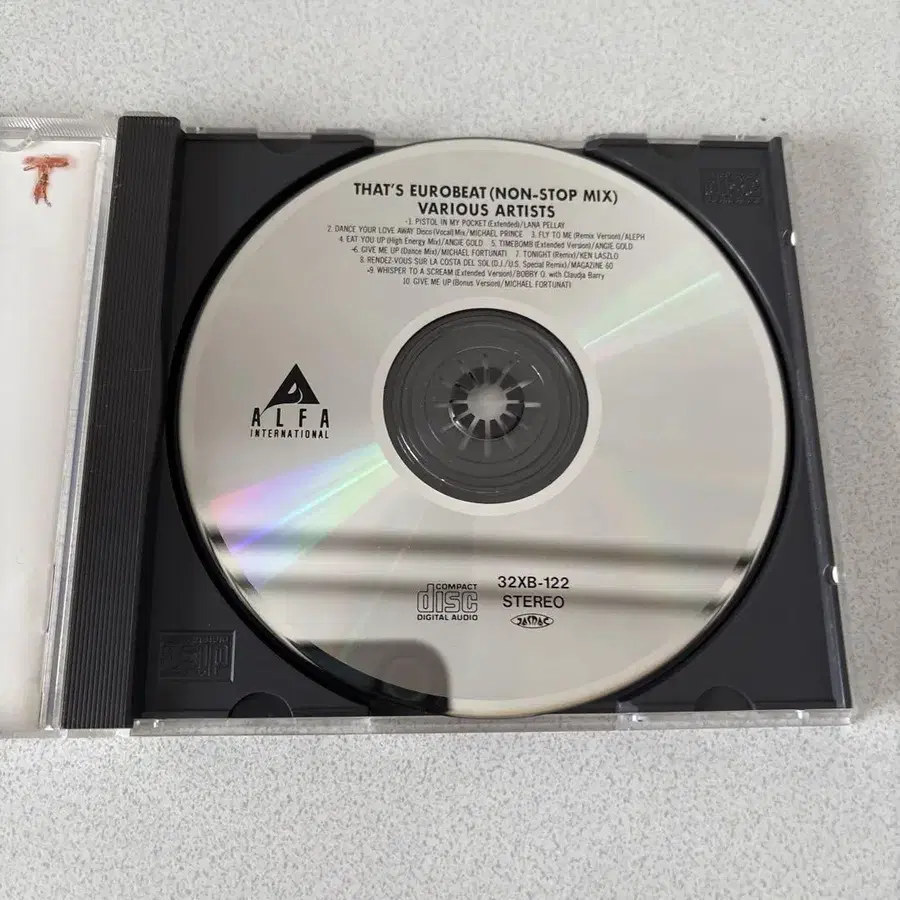 T
THAT'S EUROBEAT (NON-STOP MIX)
VARIOUS ARTISTS
1. PISTOL IN MY POCKET (Extended)/LANA PELLAY
2. DANCE YOUR LOVE AWAY Disco (Vocal) Mix/MICHAEL PRINCE 3. FLY TO ME (Remix Version)/ALEPH
4. EAT YOU UP (High Energy Mix)/ANGIE GOLD 5. TIMEBOMB (Extended Version)/ANGIE GOLD
6. GIVE ME UP (Dance Mix)/MICHAEL FORTUNATI 7. TONIGHT (Remix)/KEN LASZLO
8. RENDEZ-VOUS SUR LA COSTA DEL SOL (D.J./U.S. Special Remix)/MAGAZINE 60
9. WHISPER TO A SCREAM (Extended Version)/BOBBY O. with Claudja Barry
10. GIVE ME UP (Bonus Version)/MICHAEL FORTUNATI
ALFA
INTERNATIONAL
COMPACT
disc
DIGITAL AUDIO
32XB-122
STEREO
JASRAC